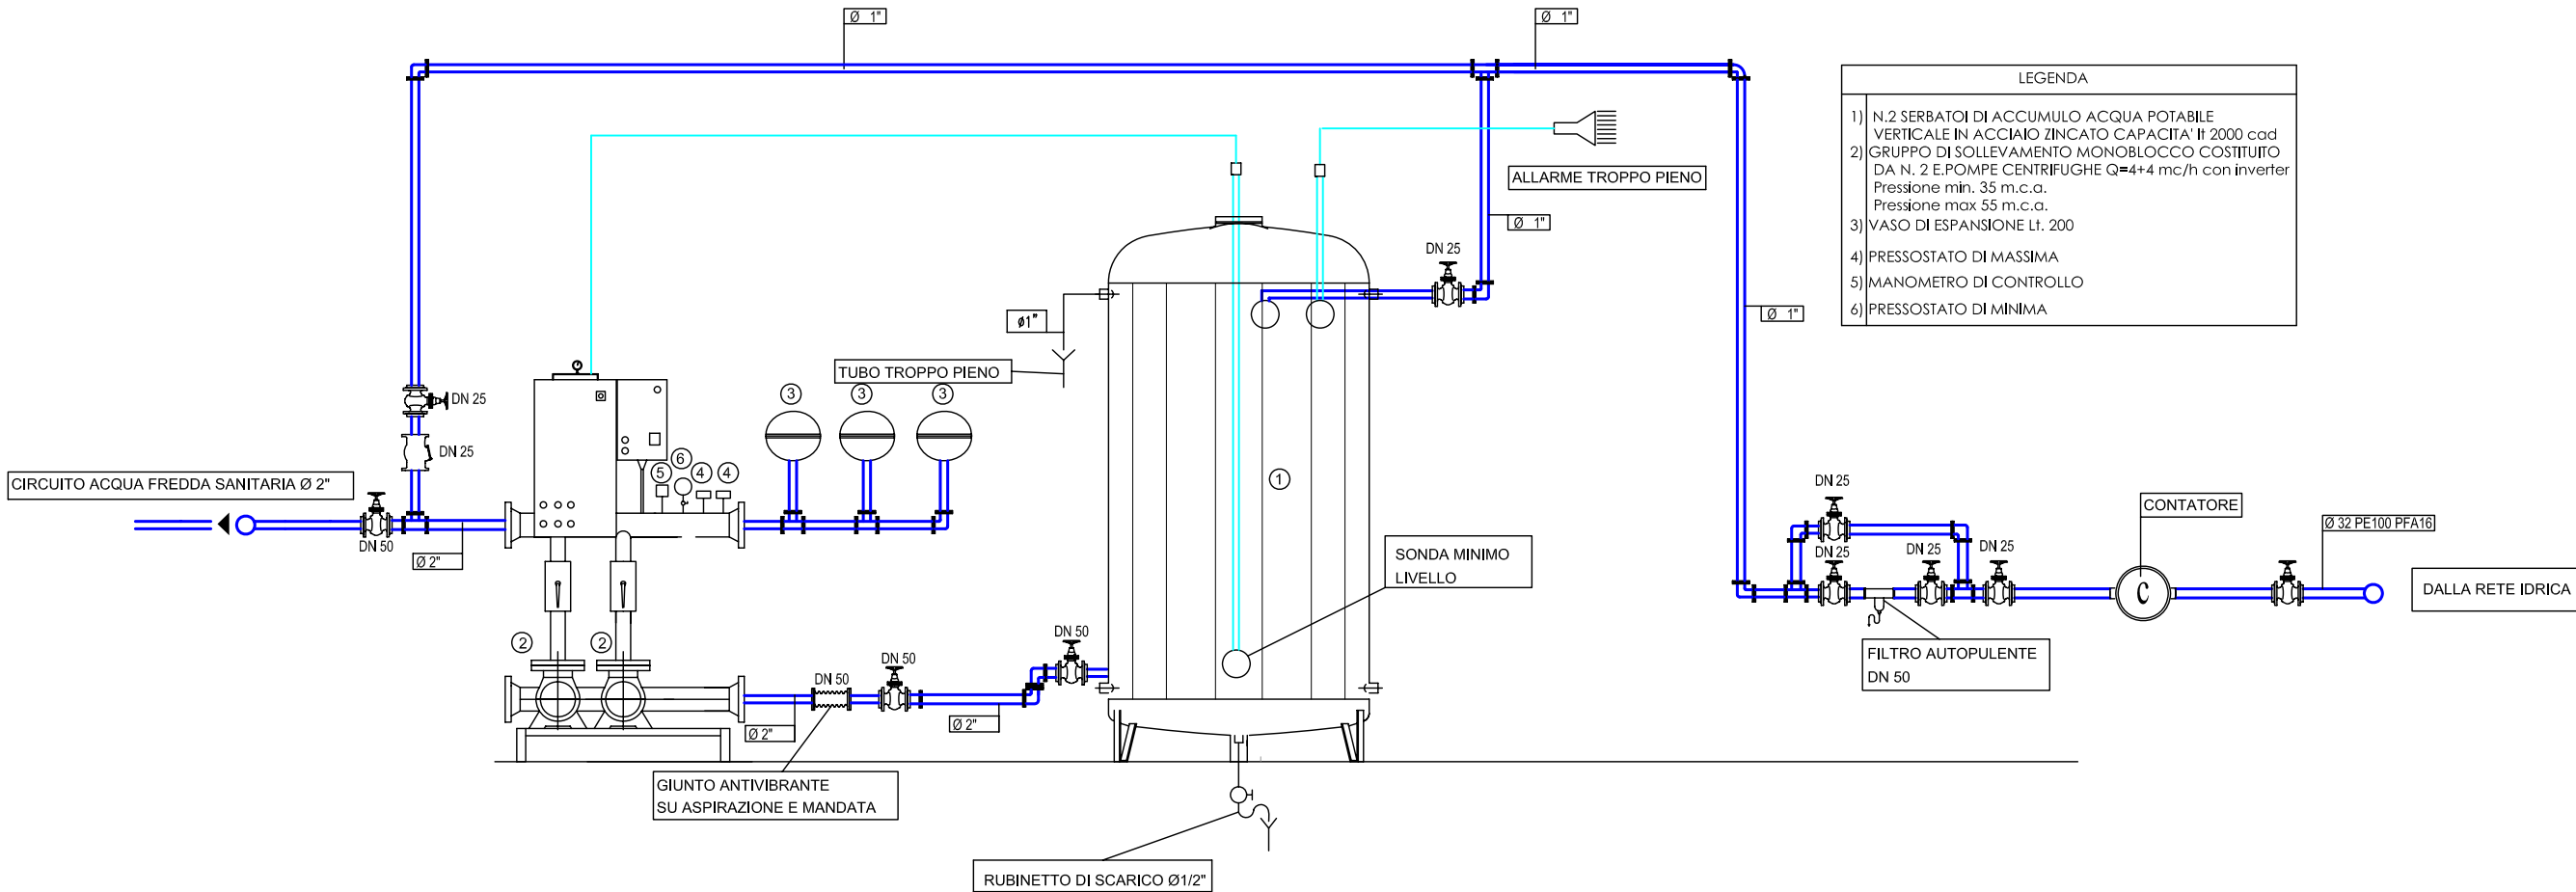 Ø 1"
Ø 1"
LEGENDA
1) N.2 SERBATOI DI ACCUMULO ACQUA POTABILE
VERTICALE IN ACCIAIO ZINCATO CAPACITA' lt 2000 cad
2) GRUPPO DI SOLLEVAMENTO MONOBLOCCO COSTITUITO
DA N. 2 E.POMPE CENTRIFUGHE Q=4+4 mc/h con inverter
Pressione min. 35 m.c.a.
Pressione max 55 m.c.a.
3) VASO DI ESPANSIONE Lt. 200
4) PRESSOSTATO DI MASSIMA
5) MANOMETRO DI CONTROLLO
6) PRESSOSTATO DI MINIMA
ALLARME TROPPO PIENO
Ø 1"
DN 25
Ø 1"
ø1"
TUBO TROPPO PIENO
3
3
3
DN 25
DN 25
5
6
4
4
1
CIRCUITO ACQUA FREDDA SANITARIA Ø 2"
DN 50
Ø 2"
SONDA MINIMO
LIVELLO
DN 25
DN 25
DN 25
DN 25
CONTATORE
C
Ø 32 PE100 PFA16
DALLA RETE IDRICA
FILTRO AUTOPULENTE
DN 50
2
2
DN 50
DN 50
DN 50
Ø 2"
Ø 2"
GIUNTO ANTIVIBRANTE
SU ASPIRAZIONE E MANDATA
RUBINETTO DI SCARICO Ø1/2"